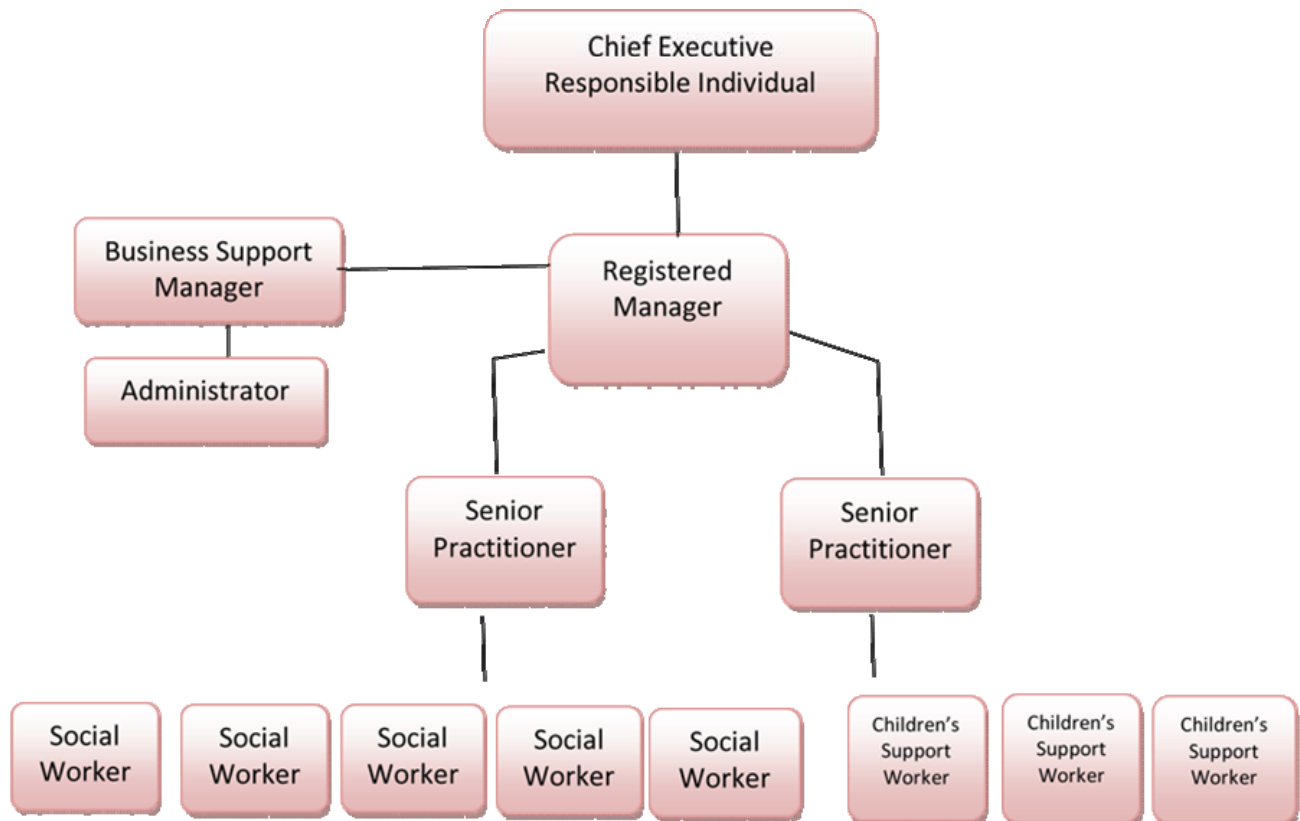 Chief Executive
Responsible Individual
Business Support
Manager
Registered
Manager
Administrator
Senior
Practitioner
Senior
Practitioner
Social
Worker
Social
Worker
Social
Worker
Social
Worker
Social
Worker
Children’s
Support
Worker
Children’s
Support
Worker
Children’s
Support
Worker